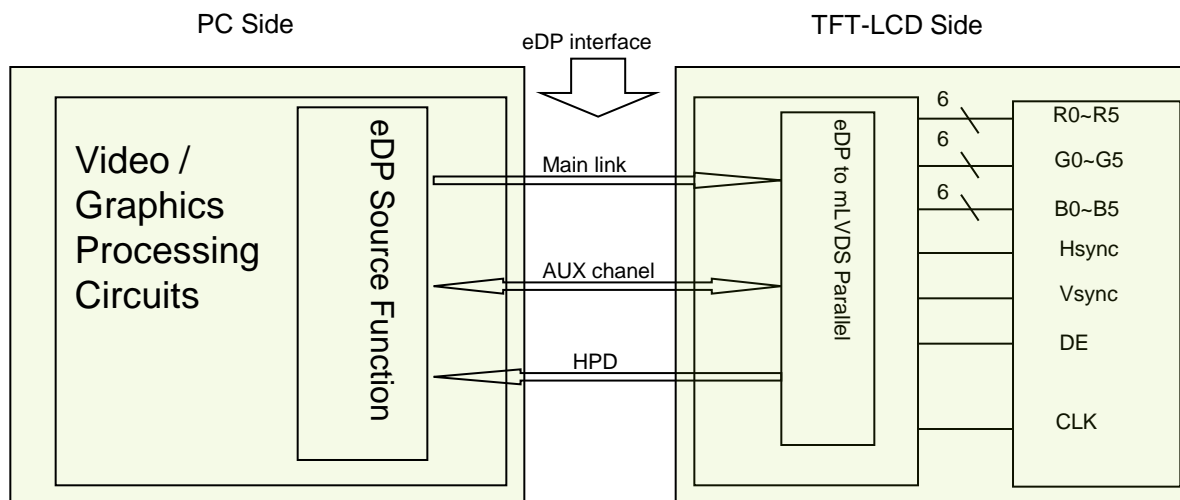 PC Side
eDP interface
TFT-LCD Side
Video /
Graphics
Processing
Circuits
eDP Source Function
Main link
AUX chanel
HPD
eDP to mLVDS Parallel
6
R0~R5
6
G0~G5
6
B0~B5
Hsync
Vsync
DE
CLK